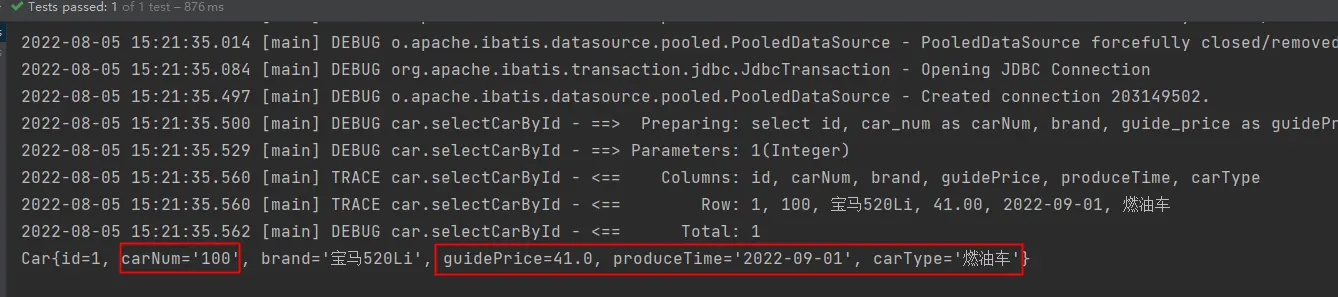 Tests passed: 1 of 1 test – 876 ms
2022-08-05 15:21:35.014 [main] DEBUG o.apache.ibatis.datasource.pooled.PooledDataSource - PooledDataSource forcefully closed/removed
2022-08-05 15:21:35.084 [main] DEBUG org.apache.ibatis.transaction.jdbc.JdbcTransaction - Opening JDBC Connection
2022-08-05 15:21:35.497 [main] DEBUG o.apache.ibatis.datasource.pooled.PooledDataSource - Created connection 203149502.
2022-08-05 15:21:35.500 [main] DEBUG car.selectCarById - ==>  Preparing: select id, car_num as carNum, brand, guide_price as guidePr
2022-08-05 15:21:35.529 [main] DEBUG car.selectCarById - ==> Parameters: 1(Integer)
2022-08-05 15:21:35.560 [main] TRACE car.selectCarById - <==    Columns: id, carNum, brand, guidePrice, produceTime, carType
2022-08-05 15:21:35.560 [main] TRACE car.selectCarById - <==        Row: 1, 100, 宝马520Li, 41.00, 2022-09-01, 燃油车
2022-08-05 15:21:35.562 [main] DEBUG car.selectCarById - <==      Total: 1
Car{id=1, carNum='100', brand='宝马520Li', guidePrice=41.0, produceTime='2022-09-01', carType='燃油车'}